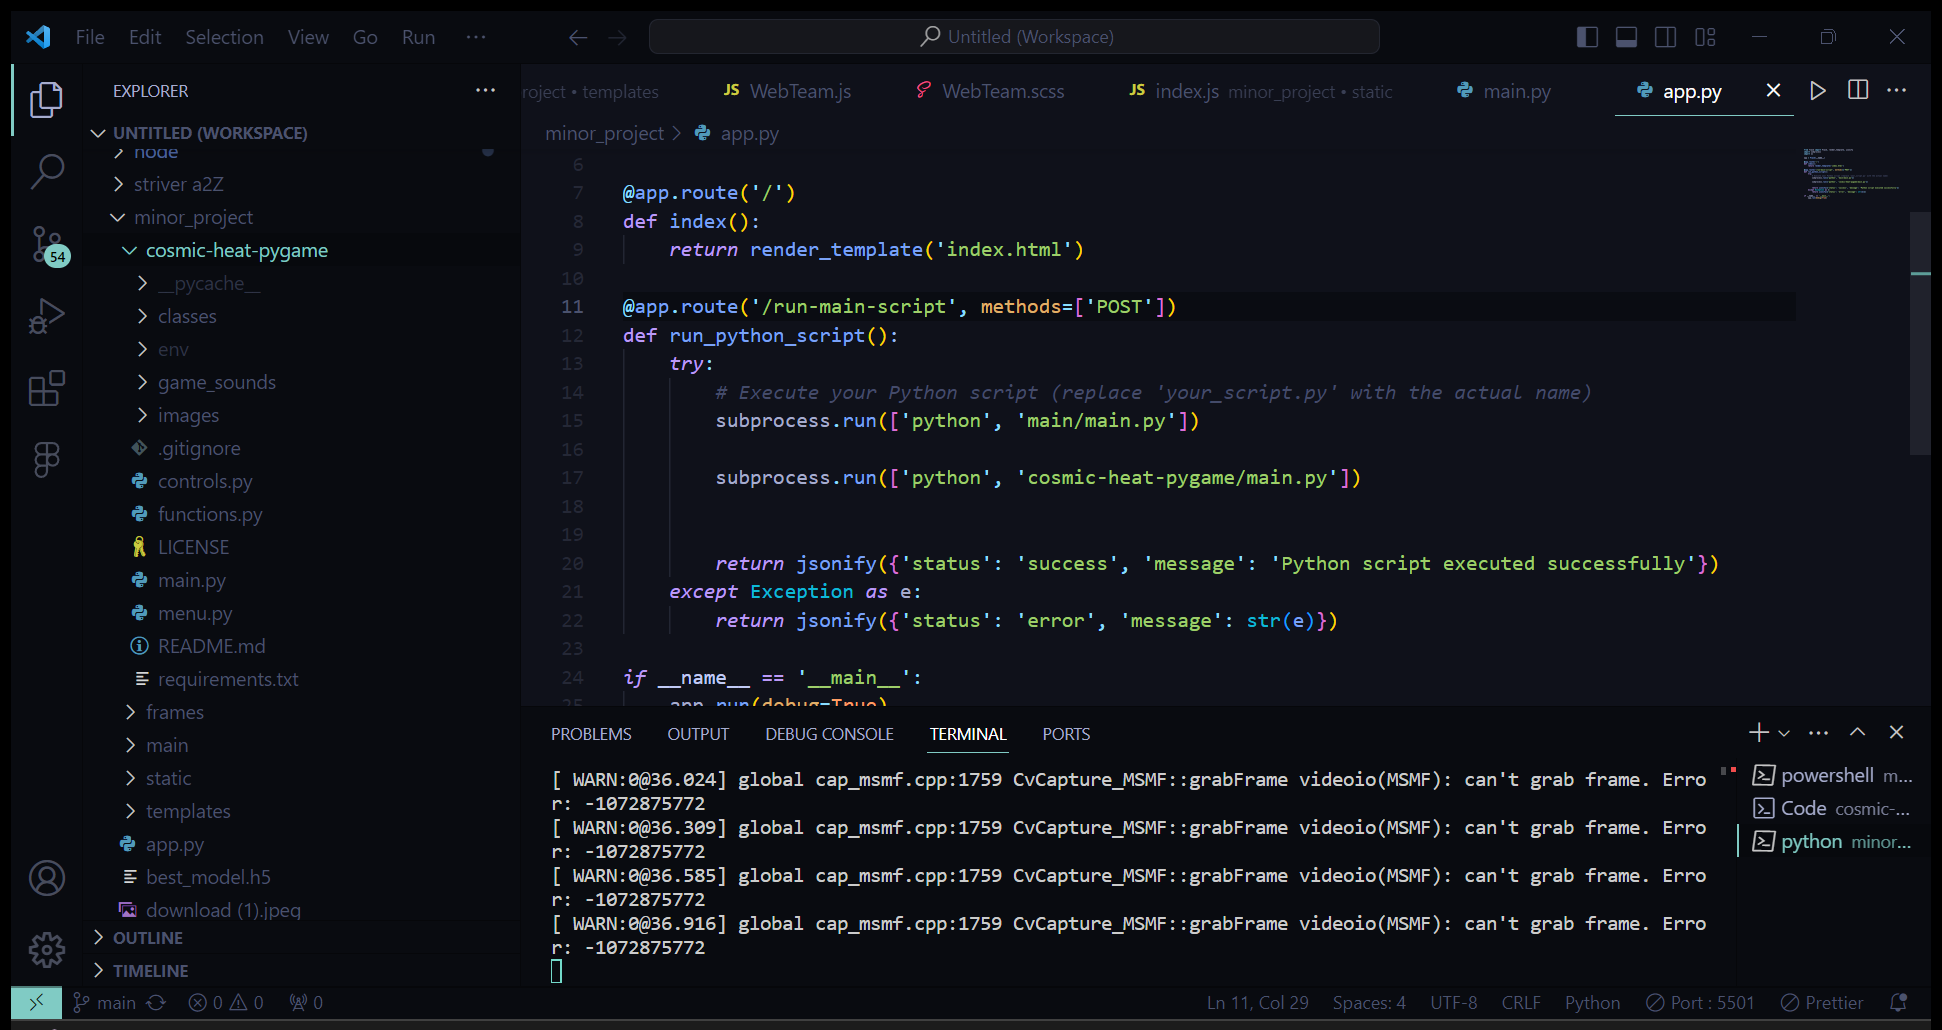 File Edit Selection View Go Run ···
Untitled (Workspace)
EXPLORER
UNTITLED (WORKSPACE)
node
striver a2Z
minor_project
cosmic-heat-pygame
__pycache__
classes
env
game_sounds
images
.gitignore
controls.py
functions.py
LICENSE
main.py
menu.py
README.md
requirements.txt
frames
main
static
templates
app.py
best_model.h5
download (1).jpeg
OUTLINE
TIMELINE
54
roject • templates
JS WebTeam.js
WebTeam.scss
JS index.js minor_project • static
main.py
app.py
minor_project > app.py
6
7 @app.route('/')
8 def index():
9     return render_template('index.html')
10
11 @app.route('/run-main-script', methods=['POST'])
12 def run_python_script():
13     try:
14         # Execute your Python script (replace 'your_script.py' with the actual name)
15         subprocess.run(['python', 'main/main.py'])
16
17         subprocess.run(['python', 'cosmic-heat-pygame/main.py'])
18
19
20         return jsonify({'status': 'success', 'message': 'Python script executed successfully'})
21     except Exception as e:
22         return jsonify({'status': 'error', 'message': str(e)})
23
24 if __name__ == '__main__':
25     app.run(debug=True)
PROBLEMS OUTPUT DEBUG CONSOLE TERMINAL PORTS
[ WARN:0@36.024] global cap_msmf.cpp:1759 CvCapture_MSMF::grabFrame videoio(MSMF): can't grab frame. Erro
r: -1072875772
[ WARN:0@36.309] global cap_msmf.cpp:1759 CvCapture_MSMF::grabFrame videoio(MSMF): can't grab frame. Erro
r: -1072875772
[ WARN:0@36.585] global cap_msmf.cpp:1759 CvCapture_MSMF::grabFrame videoio(MSMF): can't grab frame. Erro
r: -1072875772
[ WARN:0@36.916] global cap_msmf.cpp:1759 CvCapture_MSMF::grabFrame videoio(MSMF): can't grab frame. Erro
r: -1072875772
powershell m...
Code cosmic-...
python minor...
main 0 0 0
Ln 11, Col 29 Spaces: 4 UTF-8 CRLF Python Port : 5501 Prettier